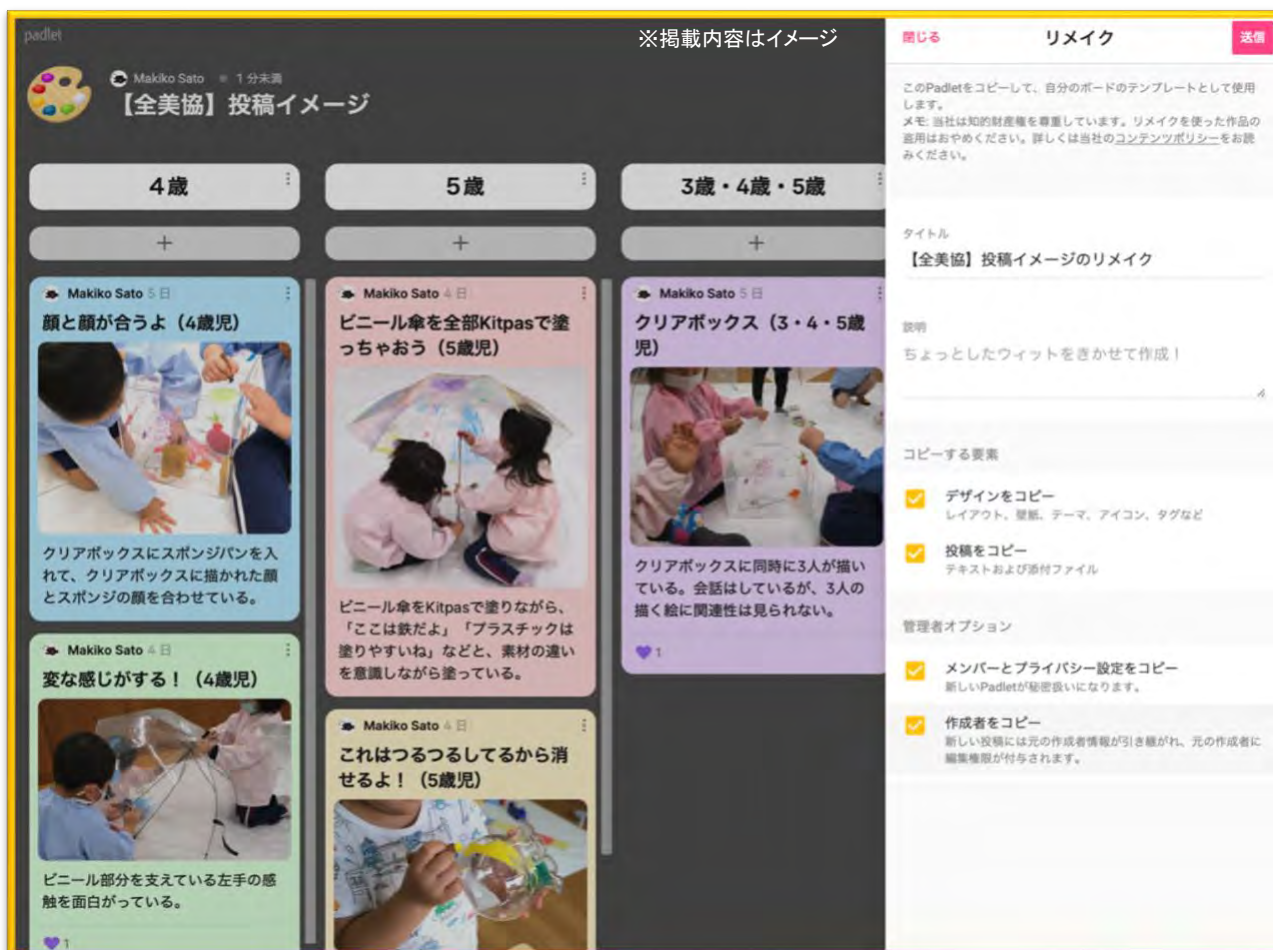 padlet
※掲載内容はイメージ
Makiko Sato 1分未満
【全美協】投稿イメージ
4歳
+
Makiko Sato 5日
顔と顔が合うよ（4歳児）
クリアボックスにスポンジパンを入
れて、クリアボックスに描かれた顔
とスポンジの顔を合わせている。
Makiko Sato 4日
変な感じがする！（4歳児）
ビニール部分を支えている左手の感
触を面白がっている。
1
5歳
+
Makiko Sato 4日
ビニール傘を全部Kitpasで塗
っちゃおう（5歳児）
ビニール傘をKitpasで塗りながら、
「ここは鉄だよ」「プラスチックは
塗りやすいね」などと、素材の違い
を意識しながら塗っている。
Makiko Sato 4日
これはつるつるしてるから消
せるよ！（5歳児）
3歳・4歳・5歳
+
Makiko Sato 5日
クリアボックス（3・4・5歳
児）
クリアボックスに同時に3人が描い
ている。会話はしているが、3人の
描く絵に関連性は見られない。
1
閉じる リメイク 送信
このPadletをコピーして、自分のボードのテンプレートとして使用
します。
メモ: 当社は知的財産権を尊重しています。リメイクを使った作品の
盗用はおやめください。詳しくは当社のコンテンツポリシーをお読
みください。
タイトル
【全美協】投稿イメージのリメイク
説明
ちょっとしたウィットをきかせて作成！
コピーする要素
デザインをコピー
レイアウト、壁紙、テーマ、アイコン、タグなど
投稿をコピー
テキストおよび添付ファイル
管理者オプション
メンバーとプライバシー設定をコピー
新しいPadletが秘密扱いになります。
作成者をコピー
新しい投稿には元の作成者情報が引き継がれ、元の作成者に
編集権限が付与されます。